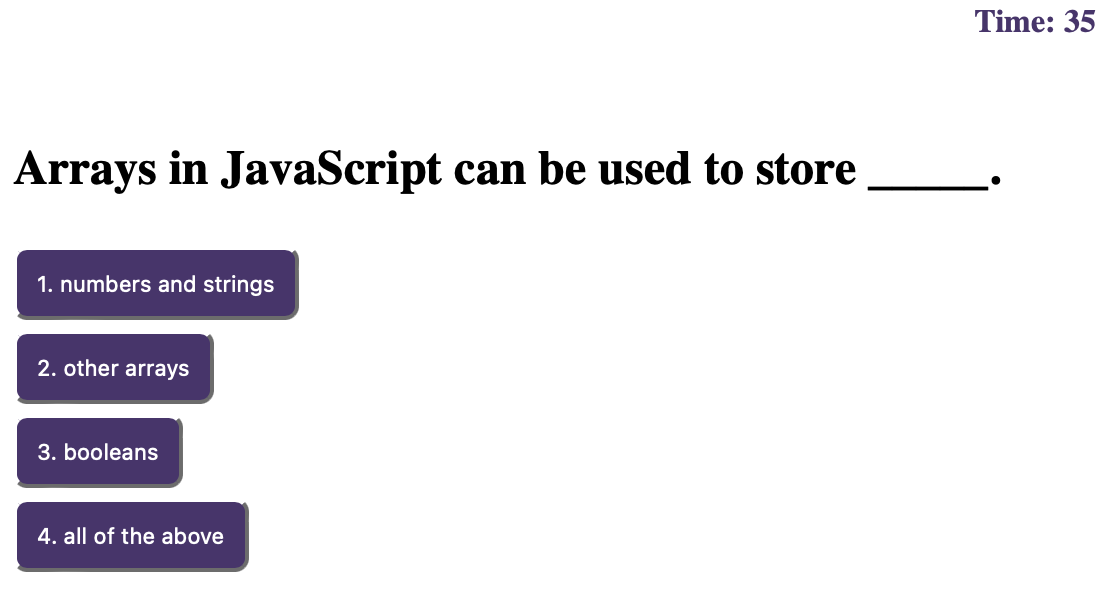 Time: 35
Arrays in JavaScript can be used to store _____.
1. numbers and strings
2. other arrays
3. booleans
4. all of the above